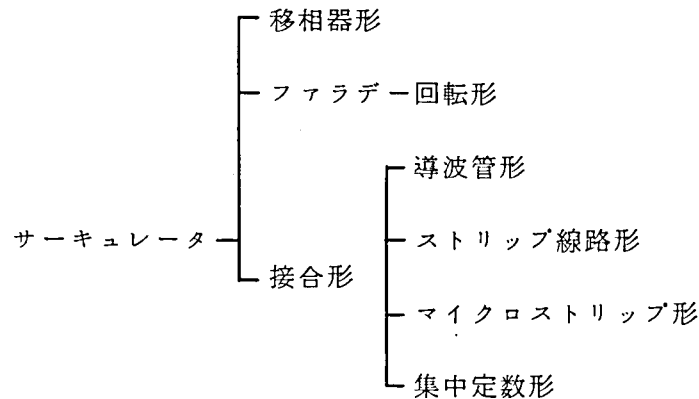 移相器形
ファラデー回転形
導波管形
サーキュレータ
ストリップ線路形
接合形
マイクロストリップ形
集中定数形